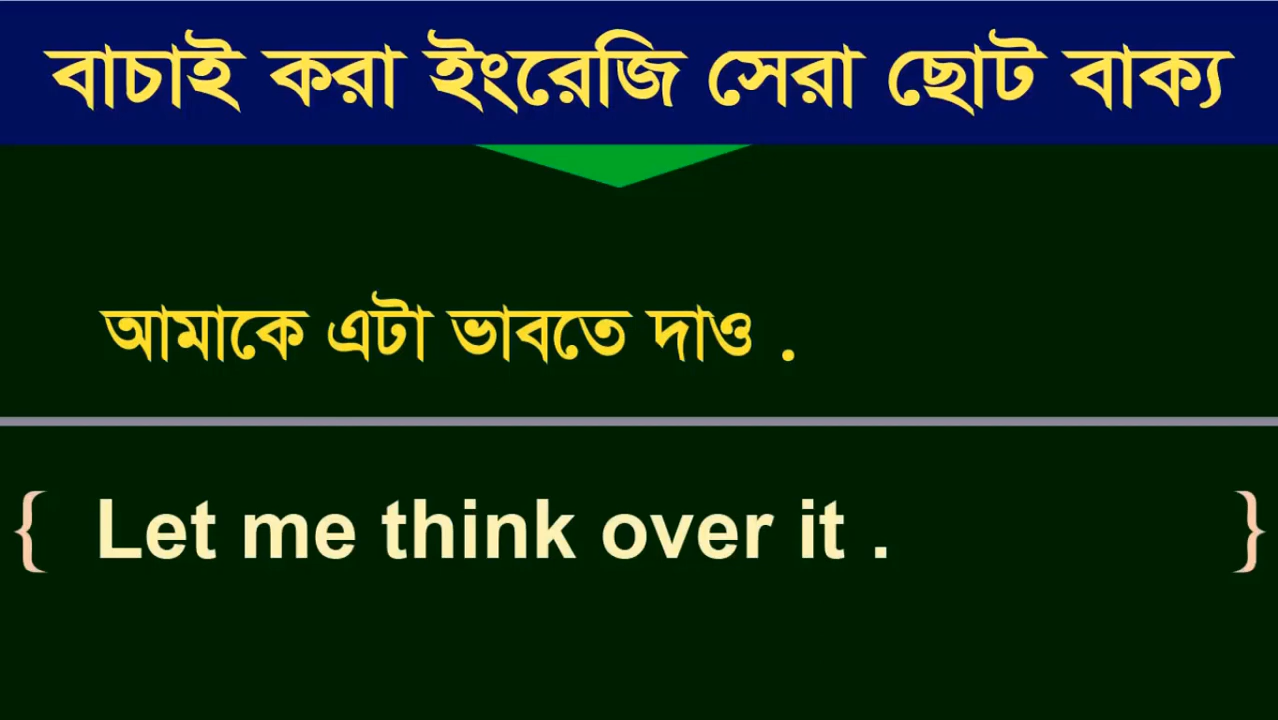 বাচাই করা ইংরেজি সেরা ছোট বাক্য
আমাকে এটা ভাবতে দাও .
{ Let me think over it . }